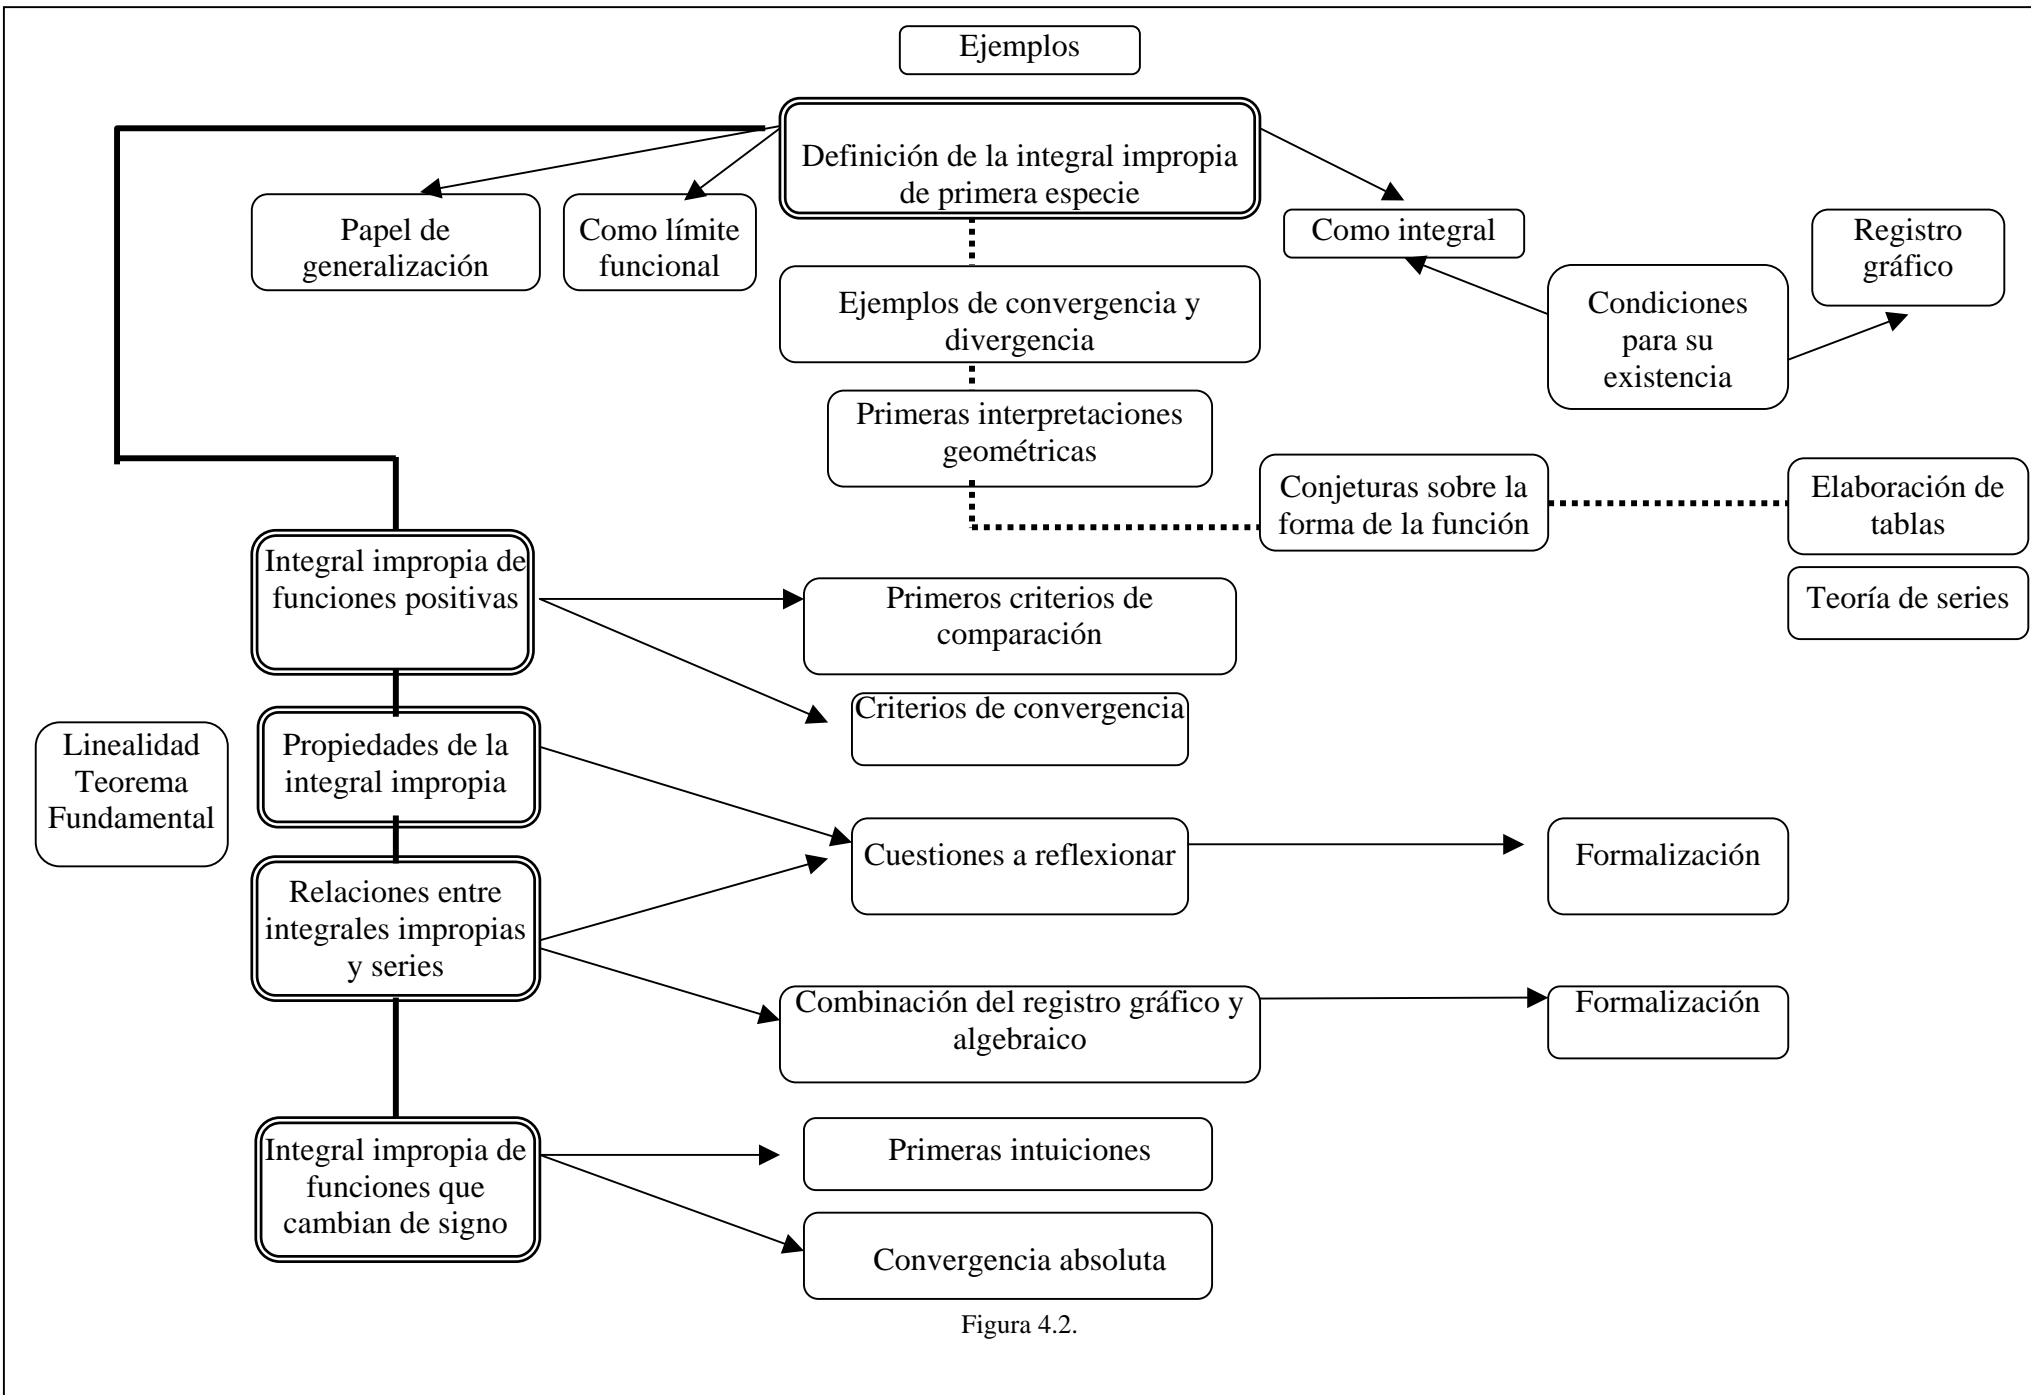 Ejemplos
Definición de la integral impropia
de primera especie
Papel de
generalización
Como límite
funcional
Como integral
Registro
gráfico
Ejemplos de convergencia y
divergencia
Condiciones
para su
existencia
Primeras interpretaciones
geométricas
Conjeturas sobre la
forma de la función
Elaboración de
tablas
Integral impropia de
funciones positivas
Primeros criterios de
comparación
Teoría de series
Criterios de convergencia
Linealidad
Teorema
Fundamental
Propiedades de la
integral impropia
Cuestiones a reflexionar
Formalización
Relaciones entre
integrales impropias
y series
Combinación del registro gráfico y
algebraico
Formalización
Integral impropia de
funciones que
cambian de signo
Primeras intuiciones
Convergencia absoluta
Figura 4.2.